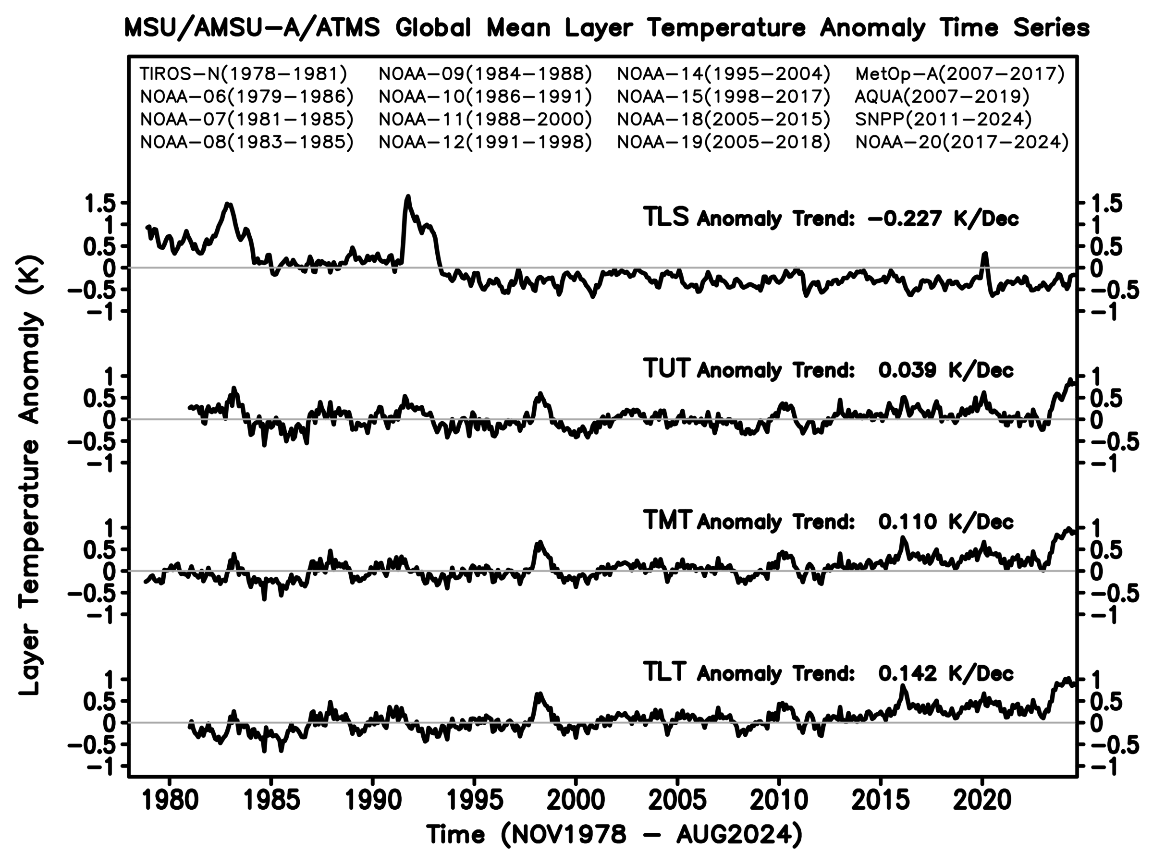 MSU/AMSU-A/ATMS Global Mean Layer Temperature Anomaly Time Series
TIROS-N(1978-1981) NOAA-09(1984-1988) NOAA-14(1995-2004) MetOp-A(2007-2017)
NOAA-06(1979-1986) NOAA-10(1986-1991) NOAA-15(1998-2017) AQUA(2007-2019)
NOAA-07(1981-1985) NOAA-11(1988-2000) NOAA-18(2005-2015) SNPP(2011-2024)
NOAA-08(1983-1985) NOAA-12(1991-1998) NOAA-19(2005-2018) NOAA-20(2017-2024)
Layer Temperature Anomaly (K)
TLS Anomaly Trend: -0.227 K/Dec
1.5 1.5
1 1
0.5 0.5
0 0
-0.5 -0.5
-1 -1
TUT Anomaly Trend: 0.039 K/Dec
1 1
0.5 0.5
0 0
-0.5 -0.5
-1 -1
TMT Anomaly Trend: 0.110 K/Dec
1 1
0.5 0.5
0 0
-0.5 -0.5
-1 -1
TLT Anomaly Trend: 0.142 K/Dec
1 1
0.5 0.5
0 0
-0.5 -0.5
-1 -1
1980 1985 1990 1995 2000 2005 2010 2015 2020
Time (NOV1978 - AUG2024)